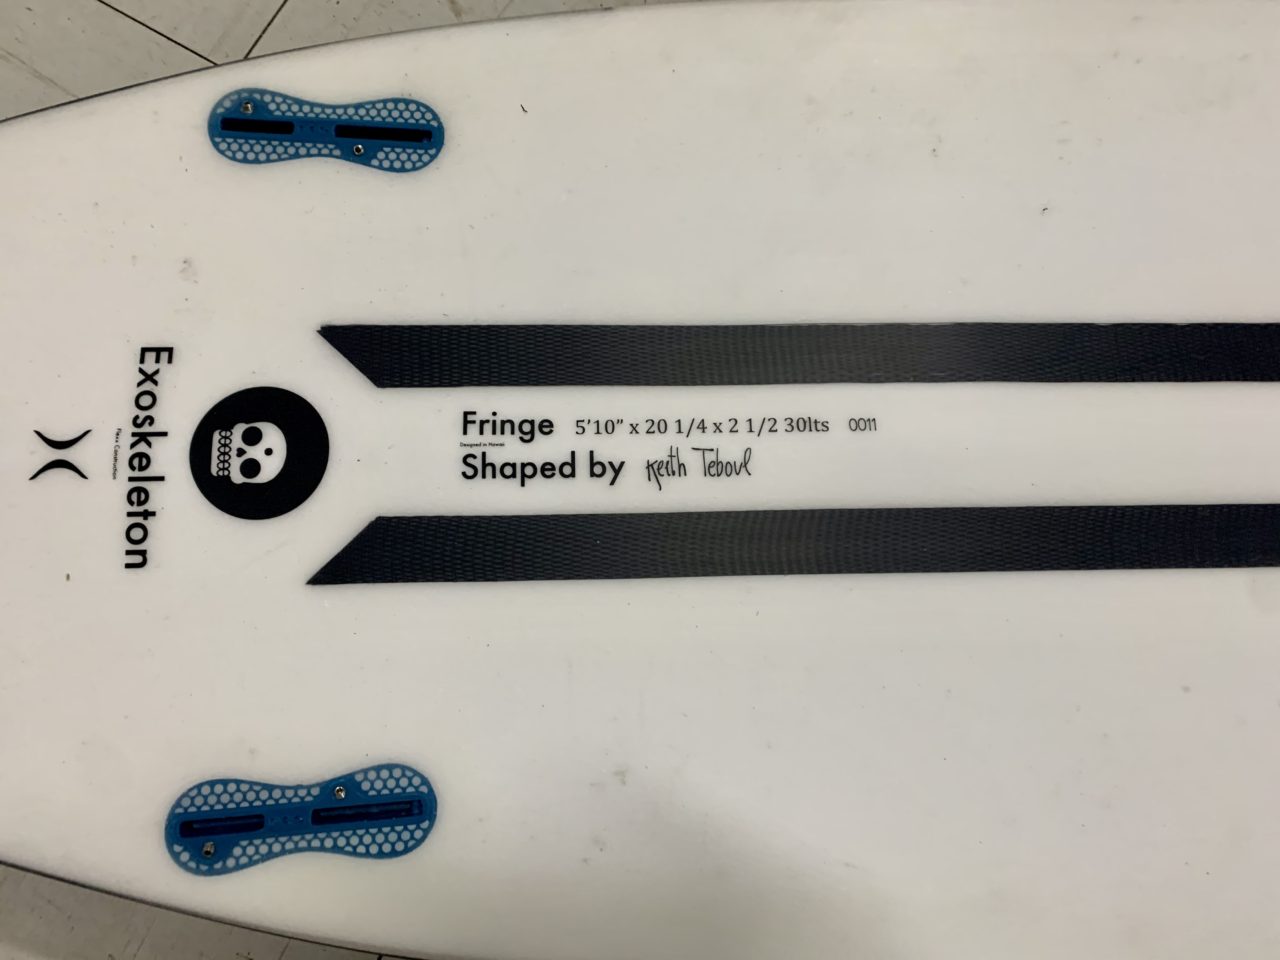 Fringe 5'10" x 20 1/4 x 2 1/2 30lts 0011
Designed in Hawaii
Shaped by Keith Teboul
Exoskeleton
Flexx Construction